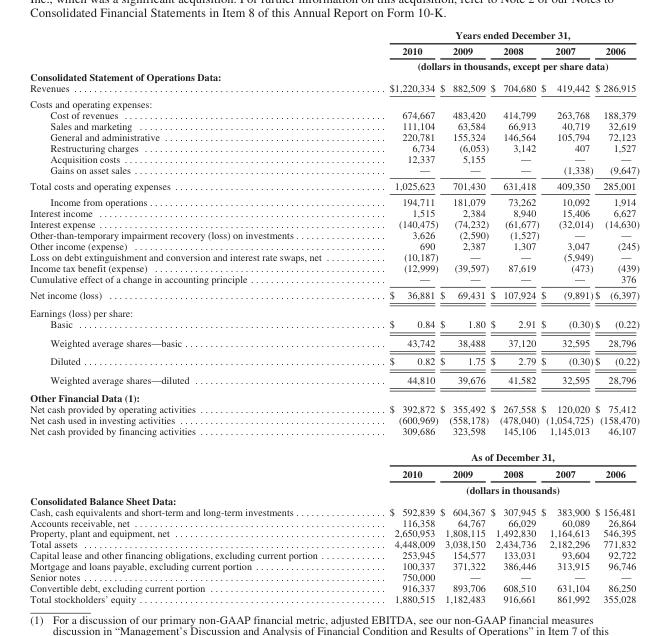 Inc., which was a significant acquisition. For further information on this acquisition, refer to Note 2 of our Notes to
Consolidated Financial Statements in Item 8 of this Annual Report on Form 10-K.
Years ended December 31,
2010 2009 2008 2007 2006
(dollars in thousands, except per share data)
Consolidated Statement of Operations Data:
Revenues $1,220,334 $ 882,509 $ 704,680 $ 419,442 $ 286,915
Costs and operating expenses:
Cost of revenues 674,667 483,420 414,799 263,768 188,379
Sales and marketing 111,104 63,584 66,913 40,719 32,619
General and administrative 220,781 155,324 146,564 105,794 72,123
Restructuring charges 6,734 (6,053) 3,142 407 1,527
Acquisition costs 12,337 5,155 — — —
Gains on asset sales — — — (1,338) (9,647)
Total costs and operating expenses 1,025,623 701,430 631,418 409,350 285,001
Income from operations 194,711 181,079 73,262 10,092 1,914
Interest income 1,515 2,384 8,940 15,406 6,627
Interest expense (140,475) (74,232) (61,677) (32,014) (14,630)
Other-than-temporary impairment recovery (loss) on investments 3,626 (2,590) (1,527) — —
Other income (expense) 690 2,387 1,307 3,047 (245)
Loss on debt extinguishment and conversion and interest rate swaps, net (10,187) — — (5,949) —
Income tax benefit (expense) (12,999) (39,597) 87,619 (473) (439)
Cumulative effect of a change in accounting principle — — — — 376
Net income (loss) $ 36,881 $ 69,431 $ 107,924 $ (9,891) $ (6,397)
Earnings (loss) per share:
Basic $ 0.84 $ 1.80 $ 2.91 $ (0.30) $ (0.22)
Weighted average shares—basic 43,742 38,488 37,120 32,595 28,796
Diluted $ 0.82 $ 1.75 $ 2.79 $ (0.30) $ (0.22)
Weighted average shares—diluted 44,810 39,676 41,582 32,595 28,796
Other Financial Data (1):
Net cash provided by operating activities $ 392,872 $ 355,492 $ 267,558 $ 120,020 $ 75,412
Net cash used in investing activities (600,969) (558,178) (478,040) (1,054,725) (158,470)
Net cash provided by financing activities 309,686 323,598 145,106 1,145,013 46,107
As of December 31,
2010 2009 2008 2007 2006
(dollars in thousands)
Consolidated Balance Sheet Data:
Cash, cash equivalents and short-term and long-term investments $ 592,839 $ 604,367 $ 307,945 $ 383,900 $ 156,481
Accounts receivable, net 116,358 64,767 66,029 60,089 26,864
Property, plant and equipment, net 2,650,953 1,808,115 1,492,830 1,164,613 546,395
Total assets 4,448,009 3,038,150 2,434,736 2,182,296 771,832
Capital lease and other financing obligations, excluding current portion 253,945 154,577 133,031 93,604 92,722
Mortgage and loans payable, excluding current portion 100,337 371,322 386,446 313,915 96,746
Senior notes 750,000 — — — —
Convertible debt, excluding current portion 916,337 893,706 608,510 631,104 86,250
Total stockholders' equity 1,880,515 1,182,483 916,661 861,992 355,028
(1) For a discussion of our primary non-GAAP financial metric, adjusted EBITDA, see our non-GAAP financial measures
discussion in “Management’s Discussion and Analysis of Financial Condition and Results of Operations” in Item 7 of this